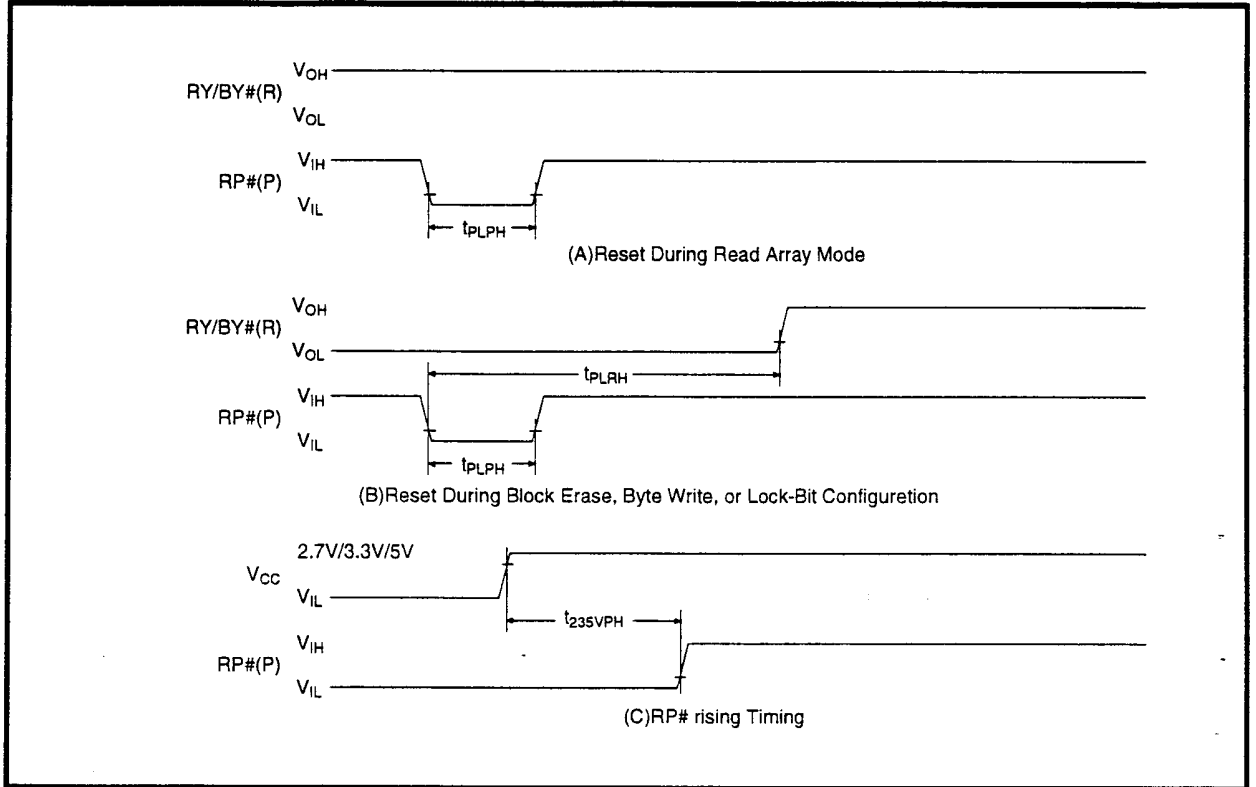 VOH
RY/BY#(R)
VOL
VIH
RP#(P)
VIL
tPLPH
(A)Reset During Read Array Mode
VOH
RY/BY#(R)
VOL
tPLRH
VIH
RP#(P)
VIL
tPLPH
(B)Reset During Block Erase, Byte Write, or Lock-Bit Configuretion
2.7V/3.3V/5V
VCC
VIL
t235VPH
VIH
RP#(P)
VIL
(C)RP# rising Timing